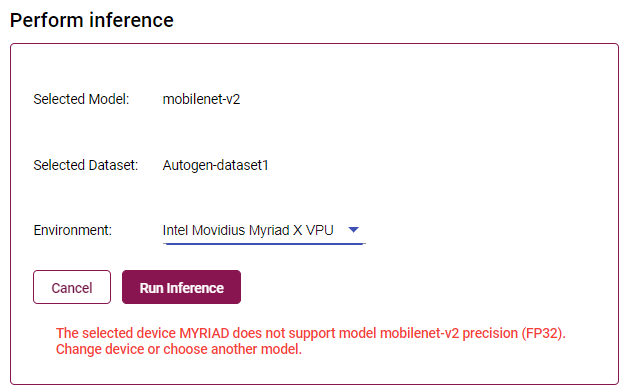 Perform inference
Selected Model: mobilenet-v2
Selected Dataset: Autogen-dataset1
Environment: Intel Movidius Myriad X VPU
Cancel Run Inference
The selected device MYRIAD does not support model mobilenet-v2 precision (FP32).
Change device or choose another model.